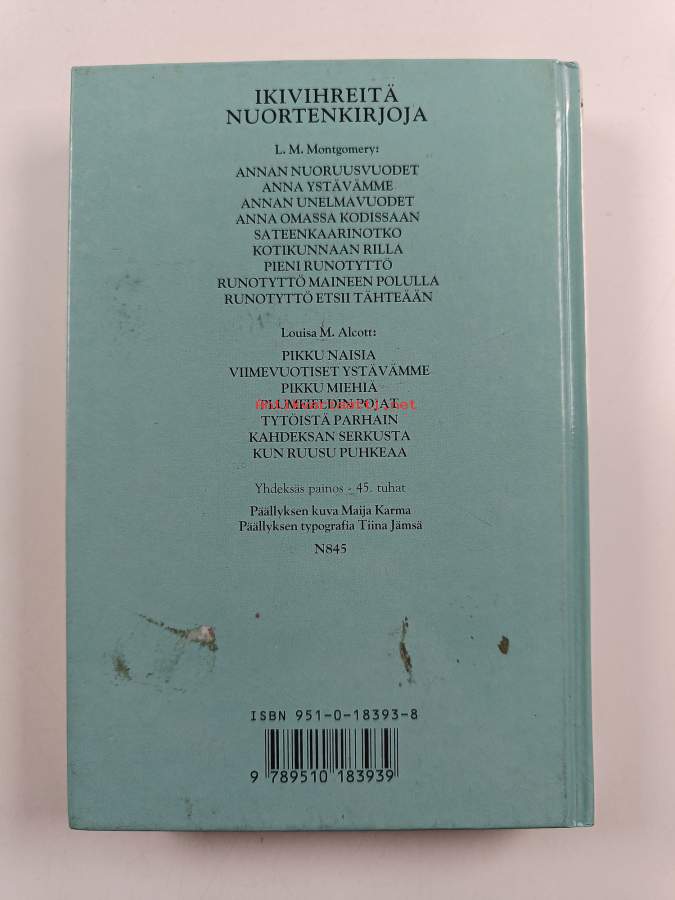 IKIVIHREITÄ
NUORTENKIRJOJA
L. M. Montgomery:
ANNAN NUORUUSVUODET
ANNA YSTÄVÄMME
ANNAN UNELMAVUODET
ANNA OMASSA KODISSAAN
SATEENKAARINOTKO
KOTIKUNNAAN RILLA
PIENI RUNOTYTTÖ
RUNOTYTTÖ MAINEEN POLULLA
RUNOTYTTÖ ETSII TÄHTEÄÄN
Louisa M. Alcott:
PIKKU NAISIA
VIIMEVUOTISET YSTÄVÄMME
PIKKU MIEHIÄ
PLUMFIELDIN POJAT
TYTÖISTÄ PARHAIN
KAHDEKSAN SERKUSTA
KUN RUUSU PUHKEAA
Yhdeksäs painos - 45. tuhat
Päällyksen kuva Maija Karma
Päällyksen typografia Tiina Jämsä
N845
ISBN 951-0-18393-8
9 789510 183939